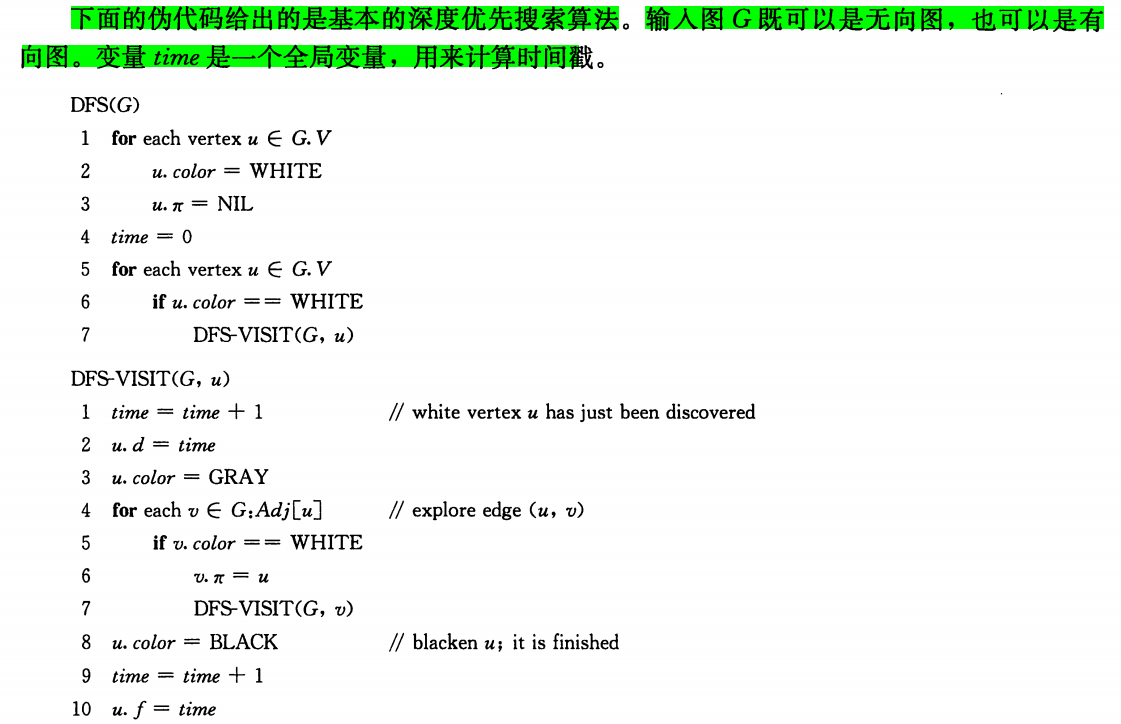 下面的伪代码给出的是基本的深度优先搜索算法。输入图 G 既可以是无向图，也可以是有
向图。变量 time 是一个全局变量，用来计算时间戳。
DFS(G)
1 for each vertex u ∈ G.V
2 u.color = WHITE
3 u.π = NIL
4 time = 0
5 for each vertex u ∈ G.V
6 if u.color == WHITE
7 DFS-VISIT(G, u)
DFS-VISIT(G, u)
1 time = time + 1 // white vertex u has just been discovered
2 u.d = time
3 u.color = GRAY
4 for each v ∈ G:Adj[u] // explore edge (u, v)
5 if v.color == WHITE
6 v.π = u
7 DFS-VISIT(G, v)
8 u.color = BLACK // blacken u; it is finished
9 time = time + 1
10 u.f = time